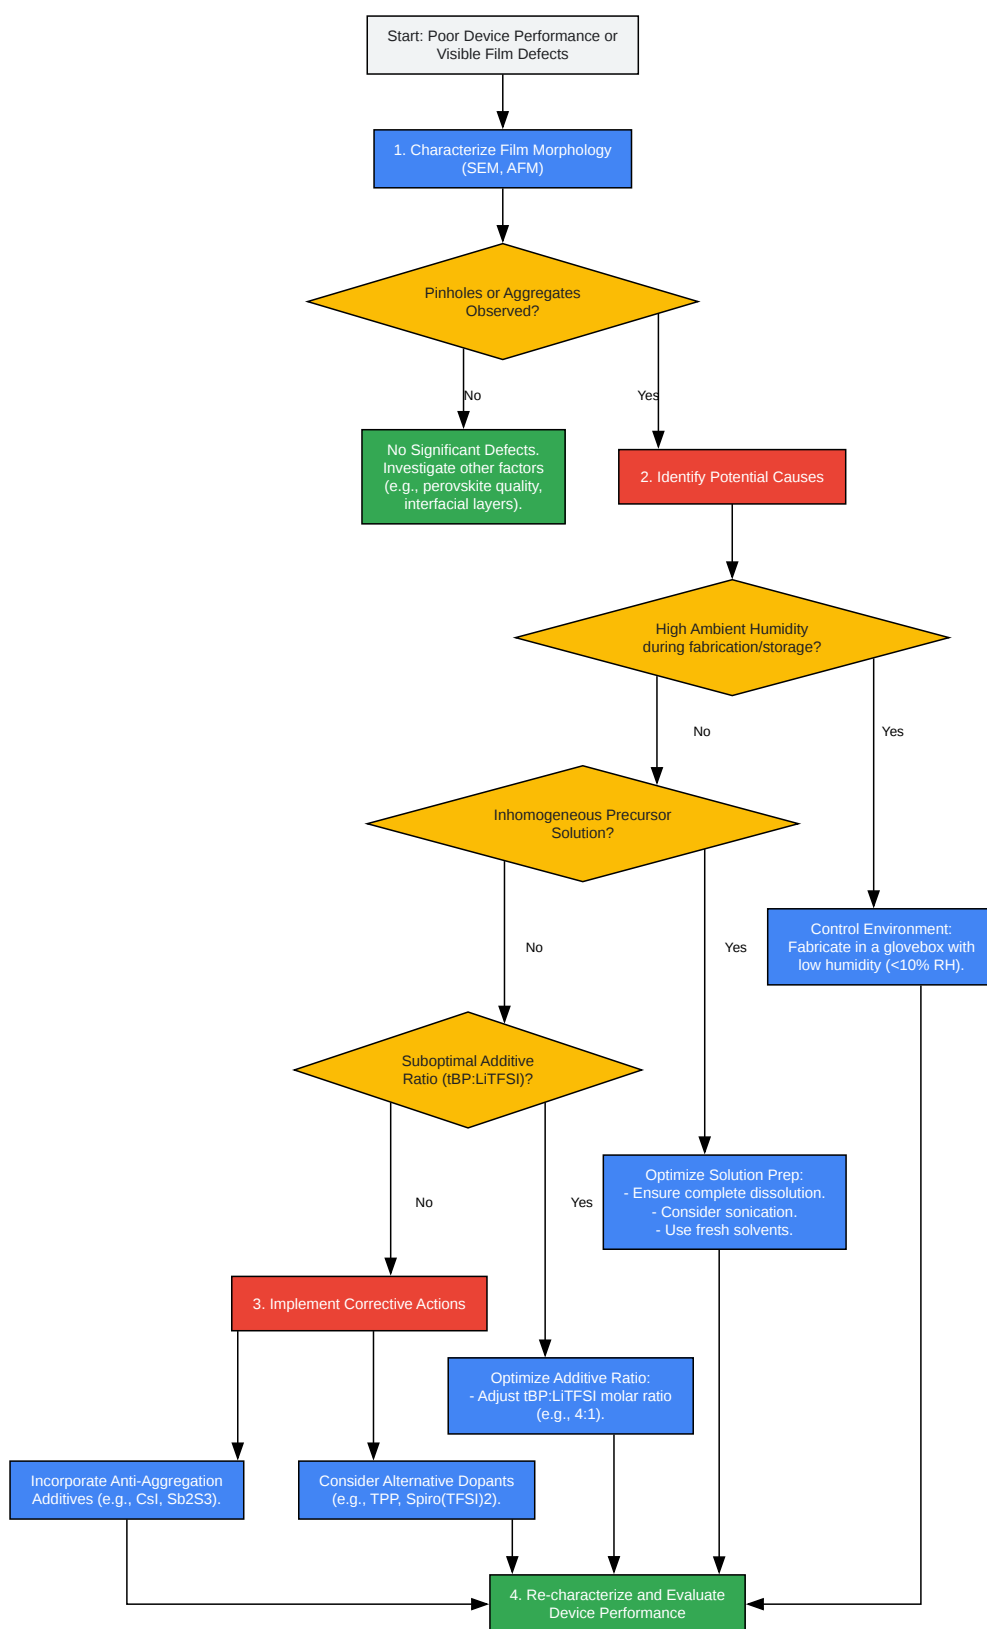 Start: Poor Device Performance or
Visible Film Defects
1. Characterize Film Morphology
(SEM, AFM)
Pinholes or Aggregates
Observed?
No
Yes
No Significant Defects.
Investigate other factors
(e.g., perovskite quality,
interfacial layers).
2. Identify Potential Causes
High Ambient Humidity
during fabrication/storage?
No
Yes
Inhomogeneous Precursor
Solution?
Control Environment:
Fabricate in a glovebox with
low humidity (<10% RH).
No
Yes
Suboptimal Additive
Ratio (tBP:LiTFSI)?
Optimize Solution Prep:
- Ensure complete dissolution.
- Consider sonication.
- Use fresh solvents.
No
Yes
3. Implement Corrective Actions
Optimize Additive Ratio:
- Adjust tBP:LiTFSI molar ratio
(e.g., 4:1).
Incorporate Anti-Aggregation
Additives (e.g., CsI, Sb2S3).
Consider Alternative Dopants
(e.g., TPP, Spiro(TFSI)2).
4. Re-characterize and Evaluate
Device Performance